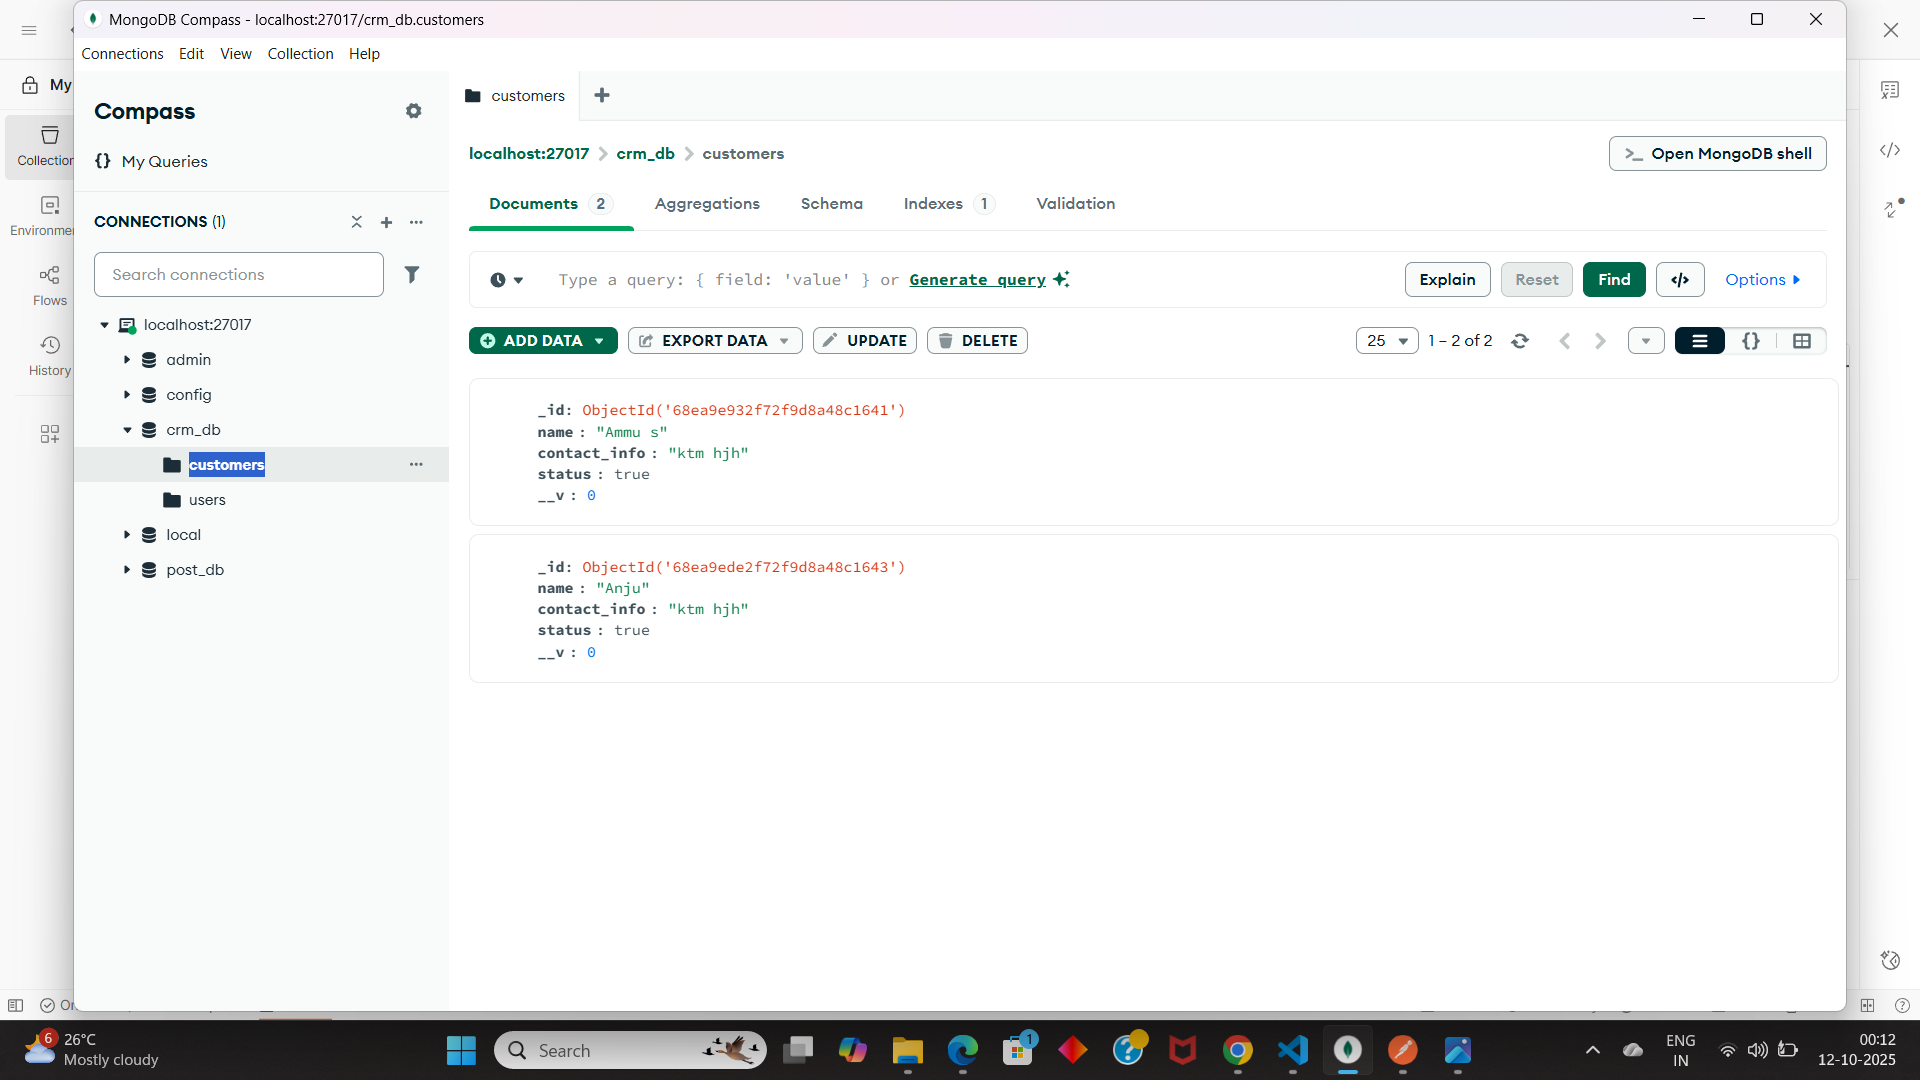 MongoDB Compass - localhost:27017/crm_db.customers
Connections Edit View Collection Help
My
Collection
Environmer
Flows
History
Compass
{} My Queries
CONNECTIONS (1)
Search connections
localhost:27017
admin
config
crm_db
customers
users
local
post_db
customers
localhost:27017 > crm_db > customers
>_ Open MongoDB shell
Documents 2 Aggregations Schema Indexes 1 Validation
Type a query: { field: 'value' } or Generate query
Explain Reset Find </> Options
ADD DATA EXPORT DATA UPDATE DELETE
25 1 – 2 of 2 {}
_id: ObjectId('68ea9e932f72f9d8a48c1641')
name : "Ammu s"
contact_info : "ktm hjh"
status : true
__v : 0
_id: ObjectId('68ea9ede2f72f9d8a48c1643')
name : "Anju"
contact_info : "ktm hjh"
status : true
__v : 0
6 26°C
Mostly cloudy
Search
1
ENG
IN
00:12
12-10-2025